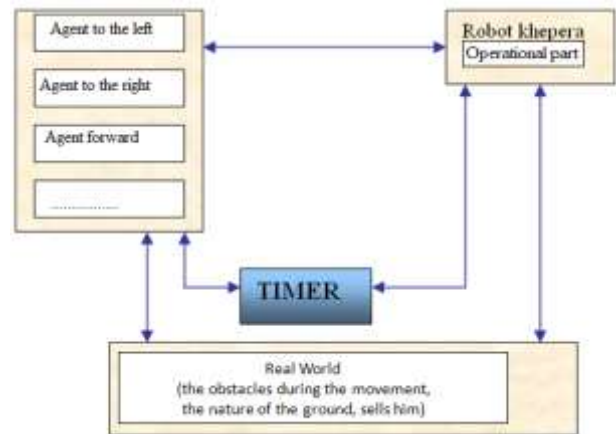 Agent to the left
Agent to the right
Agent forward
................
Robot khepera
Operational part
TIMER
Real World
(the obstacles during the movement,
the nature of the ground, sells him)